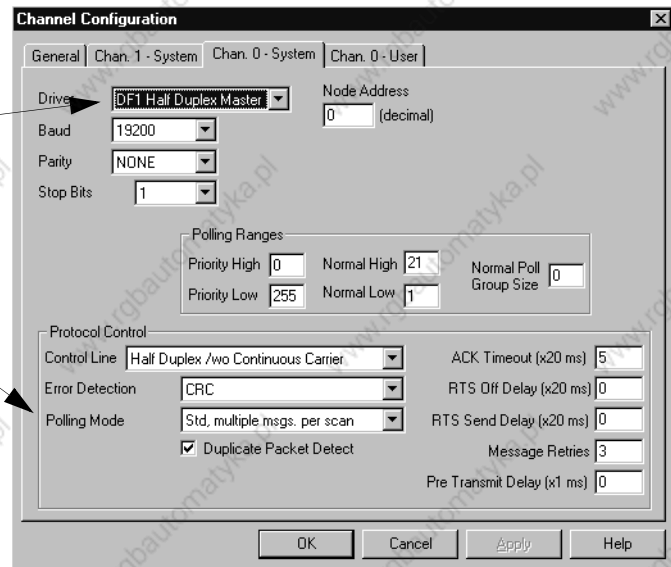 Channel Configuration
General
Chan. 1 - System
Chan. 0 - System
Chan. 0 - User
Driver DF1 Half Duplex Master
Node Address
0 (decimal)
Baud 19200
Parity NONE
Stop Bits 1
Polling Ranges
Priority High 0 Normal High 21 Normal Poll Group Size 0
Priority Low 255 Normal Low 1
Protocol Control
Control Line Half Duplex /wo Continuous Carrier ACK Timeout (x20 ms) 5
Error Detection CRC RTS Off Delay (x20 ms) 0
Polling Mode Std, multiple msgs. per scan RTS Send Delay (x20 ms) 0
Duplicate Packet Detect Message Retries 3
Pre Transmit Delay (x1 ms) 0
OK Cancel Apply Help
www.rgbautomatyka.pl